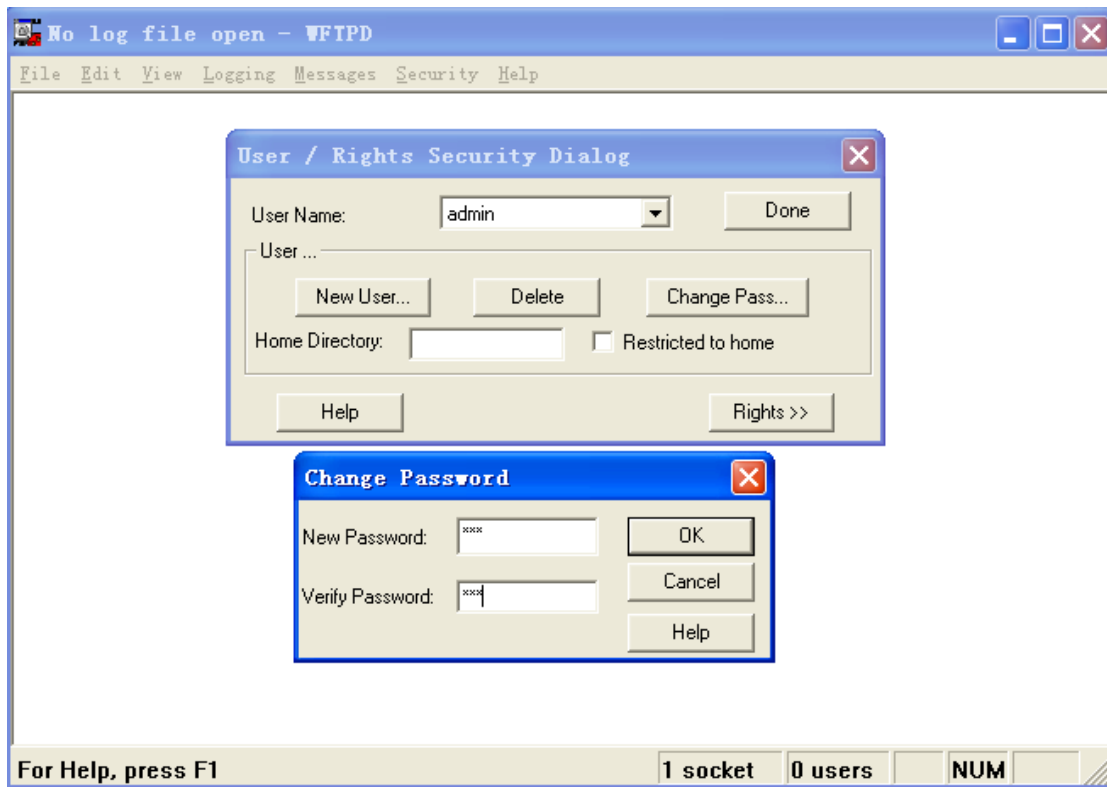 No log file open - WFTPD
File Edit View Logging Messages Security Help
User / Rights Security Dialog
User Name: admin Done
User ...
New User... Delete Change Pass...
Home Directory: Restricted to home
Help Rights >>
Change Password
New Password: *** OK
Cancel
Verify Password: ***
Help
For Help, press F1 1 socket 0 users NUM